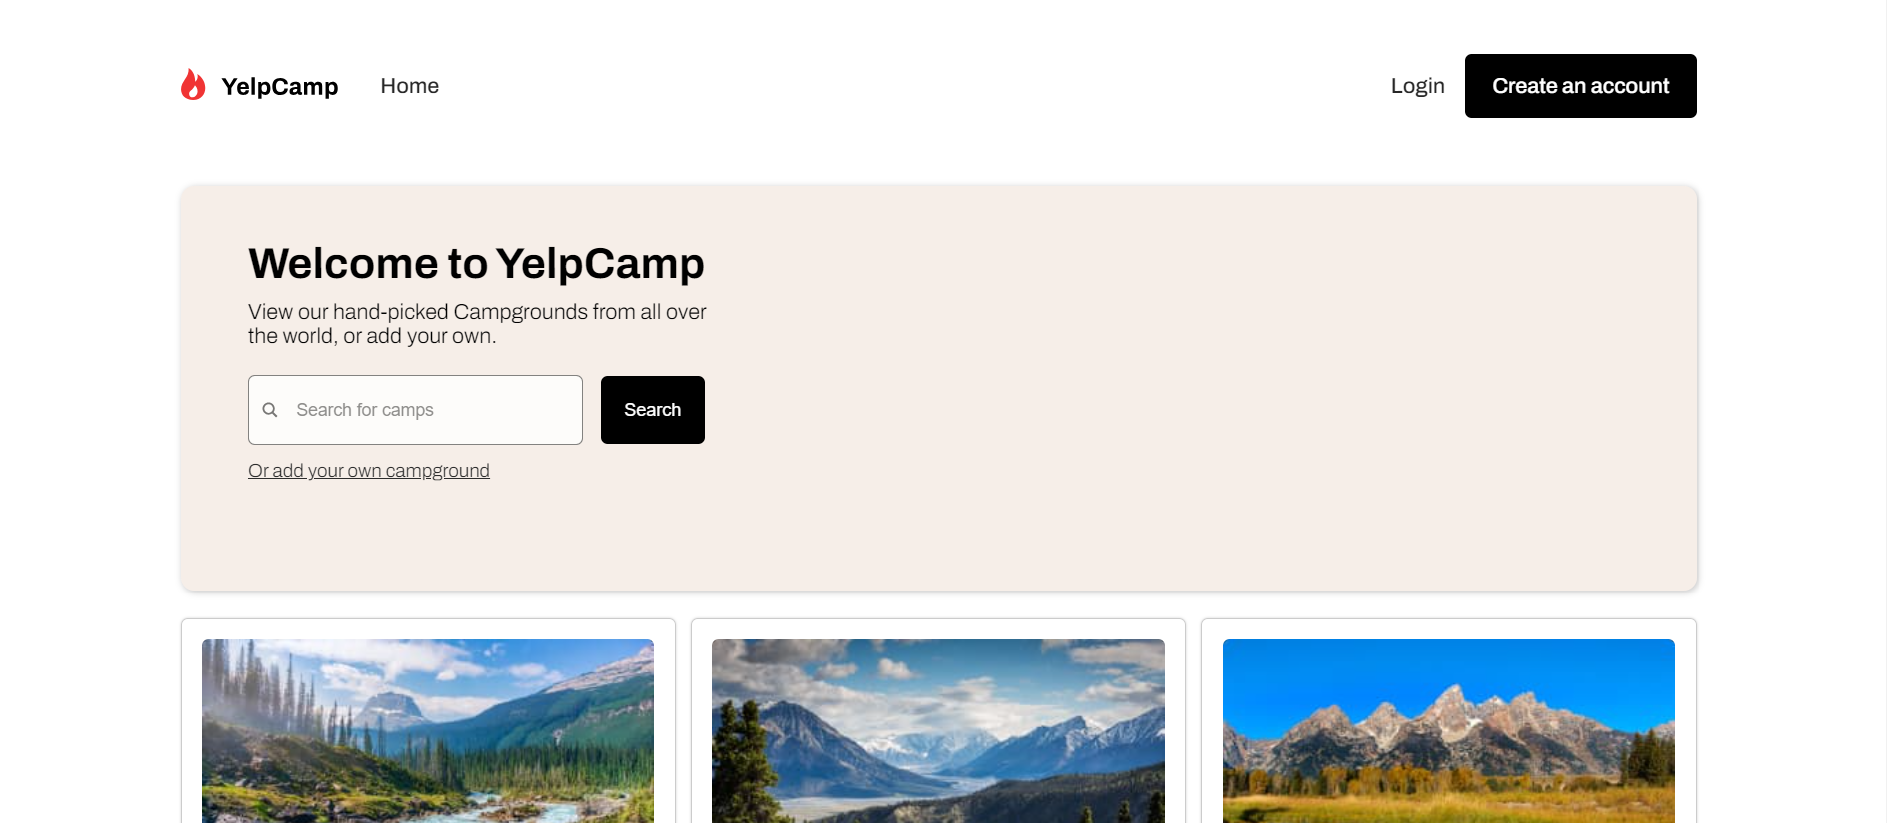 YelpCamp
Home
Login
Create an account
Welcome to YelpCamp
View our hand-picked Campgrounds from all over
the world, or add your own.
Search for camps
Search
Or add your own campground